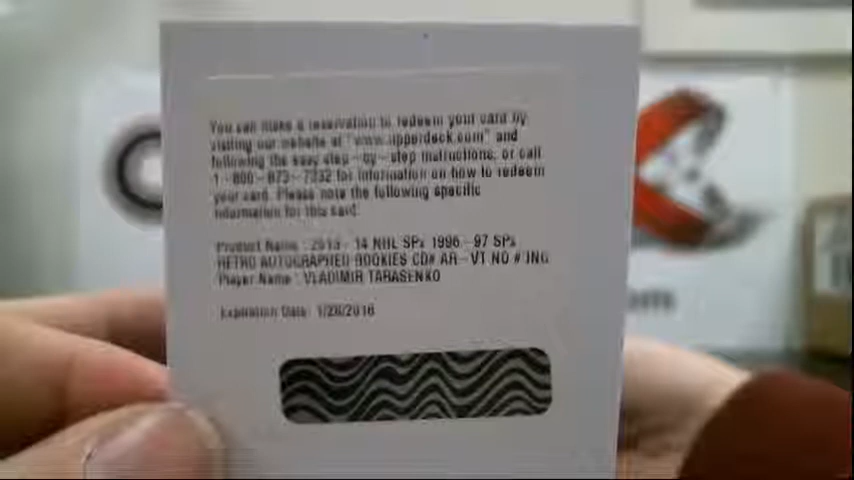 You can make a reservation to redeem your card by
visiting our website at "www.upperdeck.com" and
following the easy step-by-step instructions, or call
1-800-873-7332 for information on how to redeem
your card. Please note the following specific
information for this card:
Product Name : 2013-14 NHL SPx 1996-97 SPx
RETRO AUTOGRAPHED ROOKIES CD# AR-VT NO #'ING
Player Name : VLADIMIR TARASENKO
Expiration Date: 1/28/2016
om